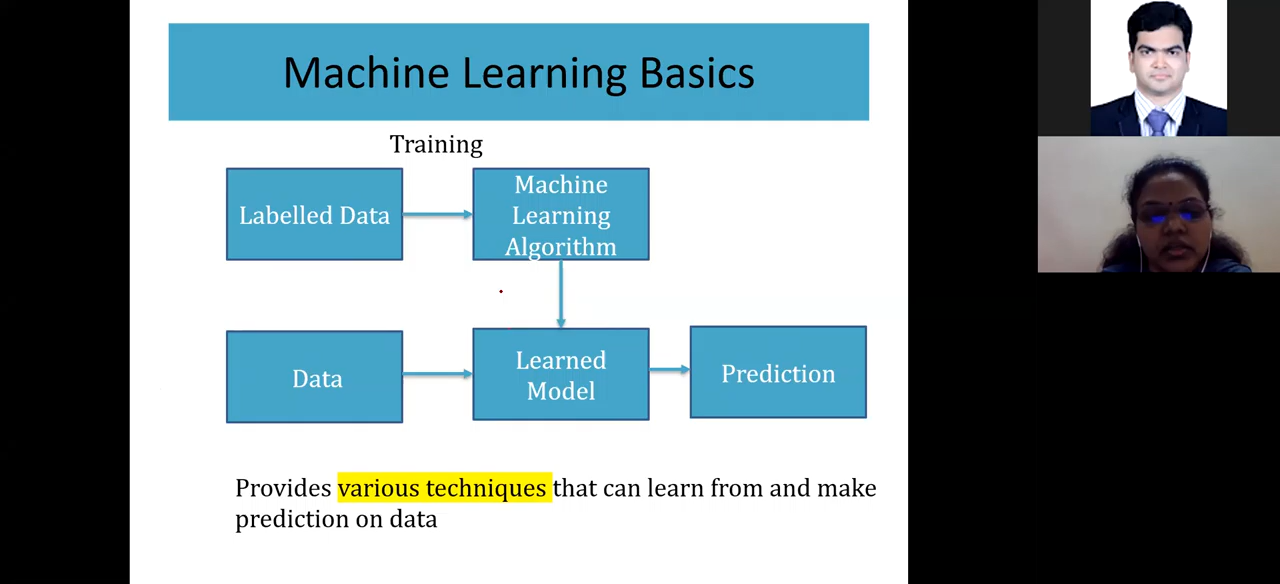 Machine Learning Basics
Training
Labelled Data
Machine
Learning
Algorithm
Data
Learned
Model
Prediction
Provides various techniques that can learn from and make
prediction on data